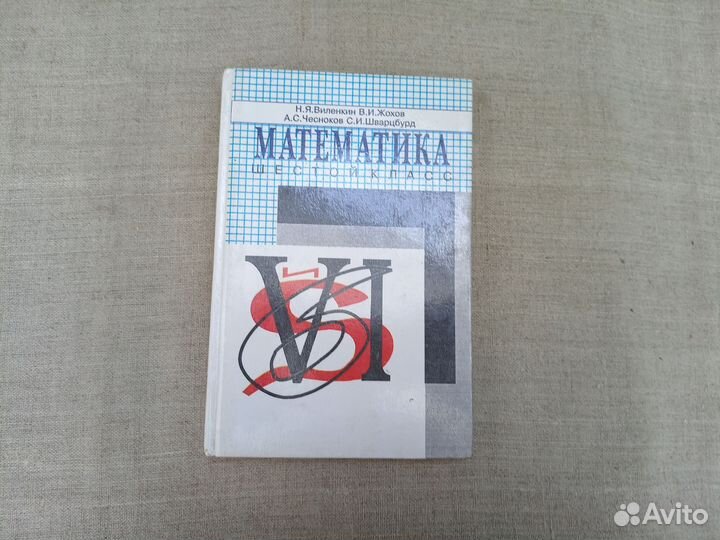 Н.Я.Виленкин В.И.Жохов
А.С.Чесноков С.И.Шварцбурд
МАТЕМАТИКА
ШЕСТОЙ КЛАСС
VI
Avito